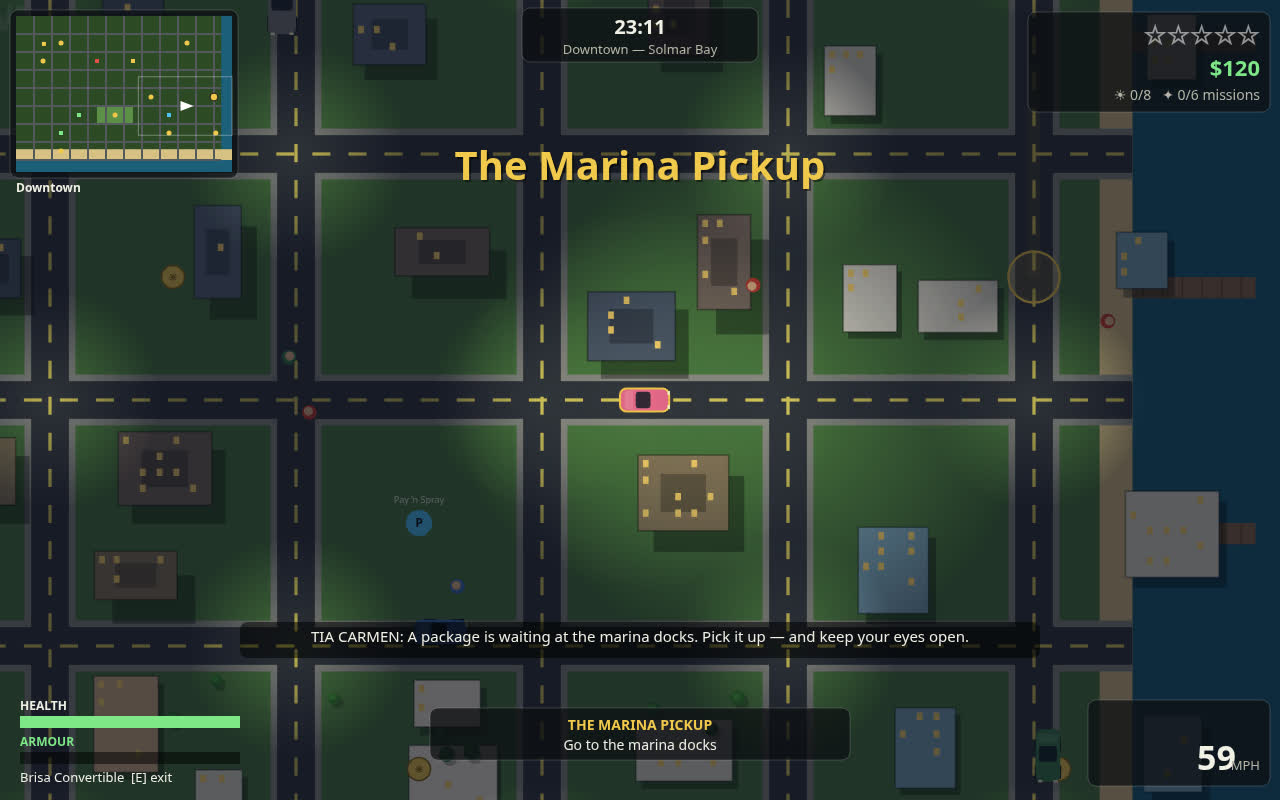 23:11
Downtown — Solmar Bay
☆☆☆☆☆
$120
☀ 0/8 ✦ 0/6 missions
Downtown
The Marina Pickup
Pay 'n Spray
P
TIA CARMEN: A package is waiting at the marina docks. Pick it up — and keep your eyes open.
THE MARINA PICKUP
Go to the marina docks
HEALTH
ARMOUR
Brisa Convertible [E] exit
59 MPH